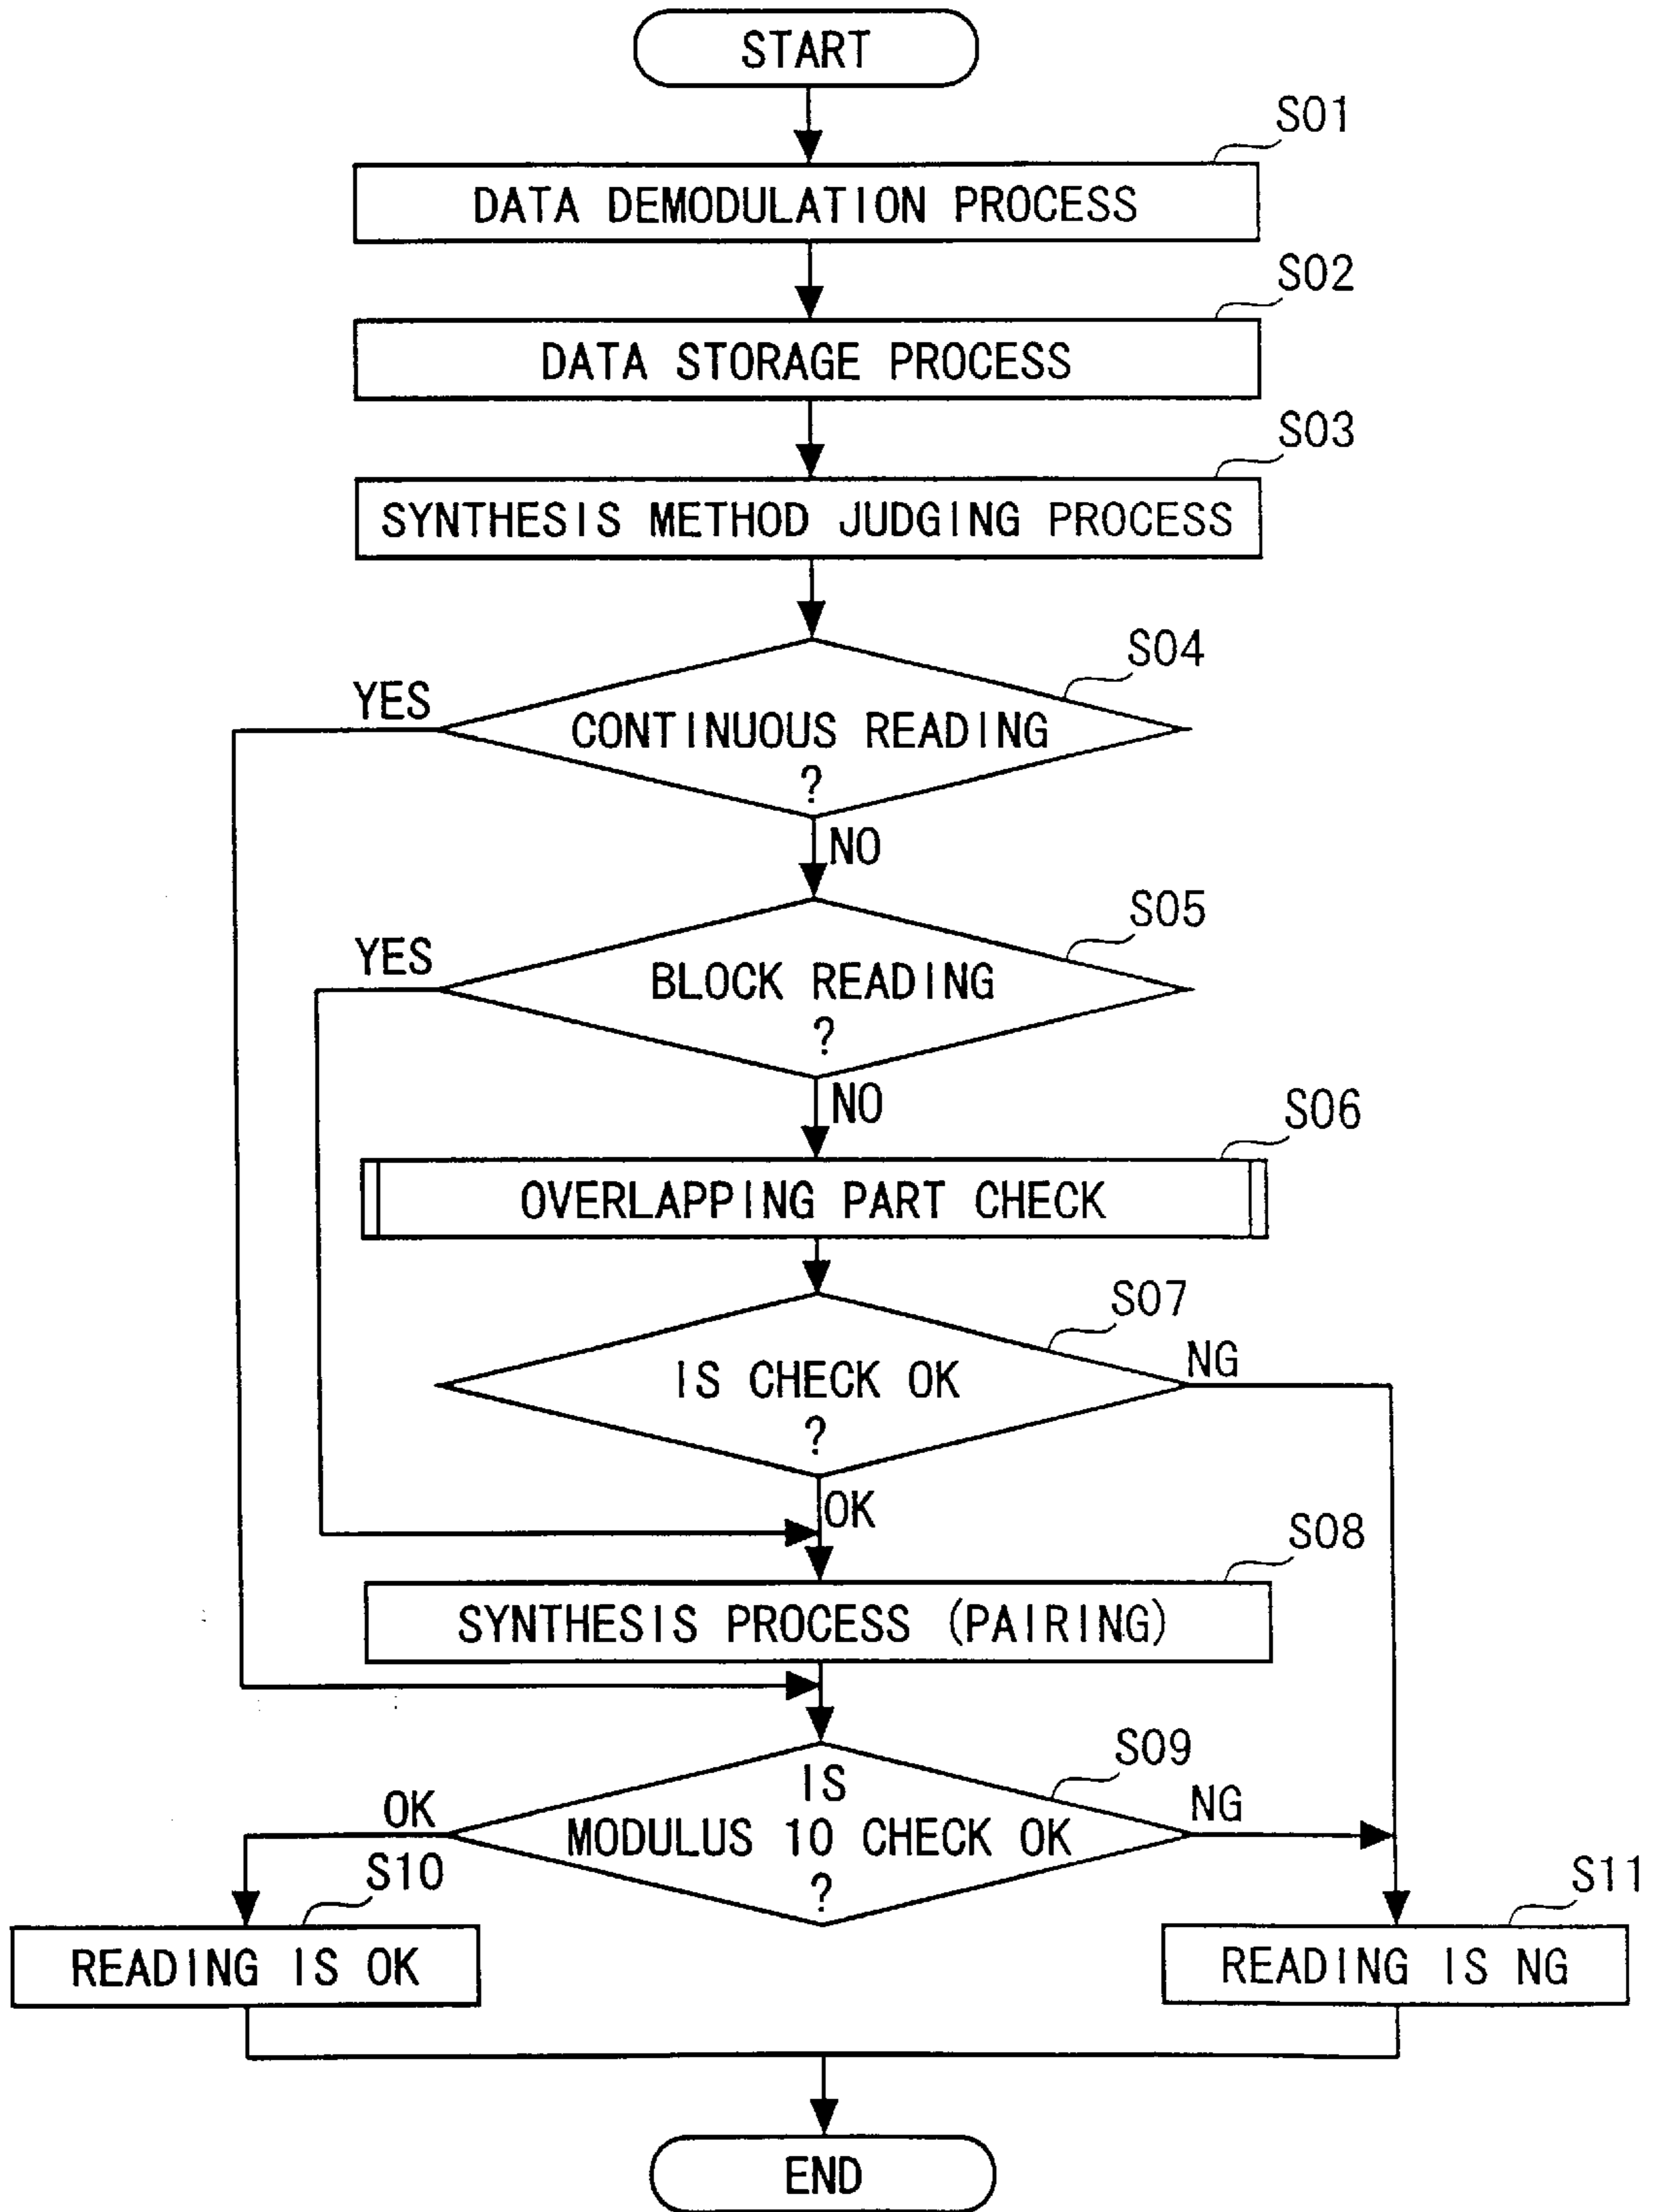 START
S01
DATA DEMODULATION PROCESS
S02
DATA STORAGE PROCESS
S03
SYNTHESIS METHOD JUDGING PROCESS
S04
YES
CONTINUOUS READING
?
NO
S05
YES
BLOCK READING
?
NO
S06
OVERLAPPING PART CHECK
S07
NG
IS CHECK OK
?
OK
S08
SYNTHESIS PROCESS (PAIRING)
S09
IS
OK
NG
MODULUS 10 CHECK OK
?
S10
S11
READING IS OK
READING IS NG
END